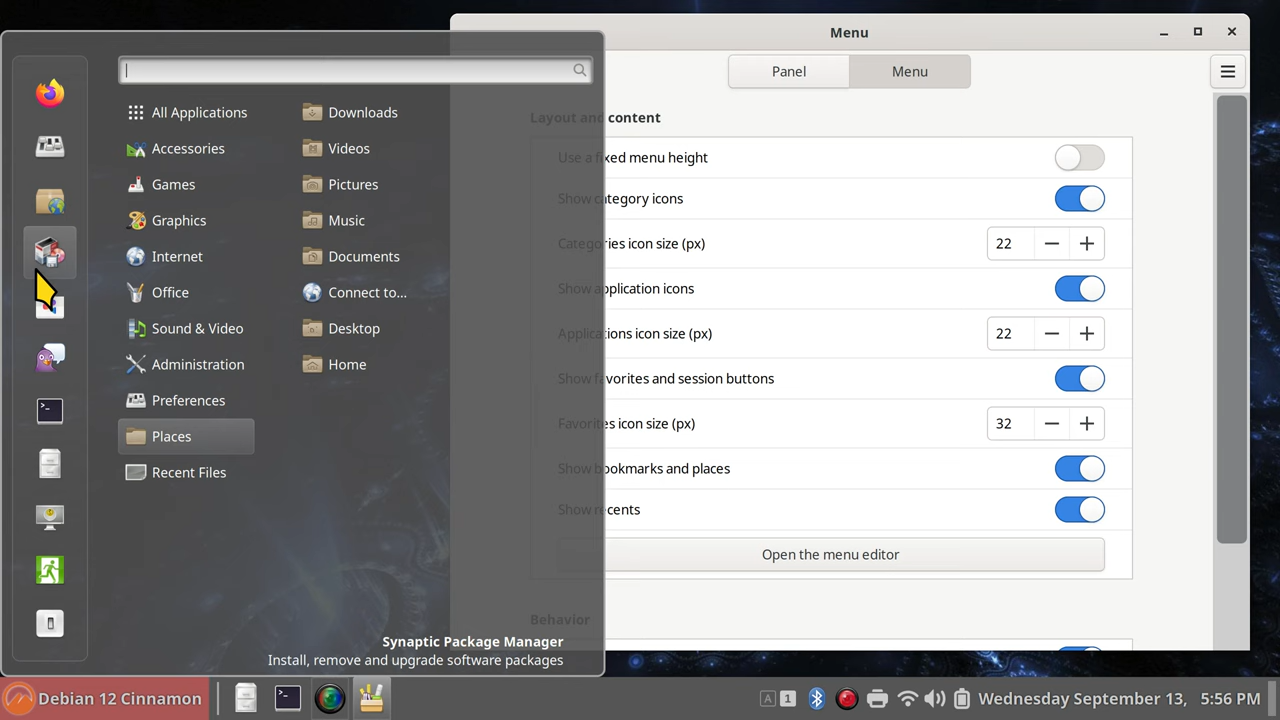 All Applications
Accessories
Games
Graphics
Internet
Office
Sound & Video
Administration
Preferences
Places
Recent Files
Downloads
Videos
Pictures
Music
Documents
Connect to...
Desktop
Home
Synaptic Package Manager
Install, remove and upgrade software packages
Menu
Panel
Menu
Layout and content
Use a fixed menu height
Show category icons
Categories icon size (px)
22
Show application icons
Applications icon size (px)
22
Show favorites and session buttons
Favorites icon size (px)
32
Show bookmarks and places
Show recents
Open the menu editor
Behavior
Debian 12 Cinnamon
A
1
Wednesday September 13, 5:56 PM